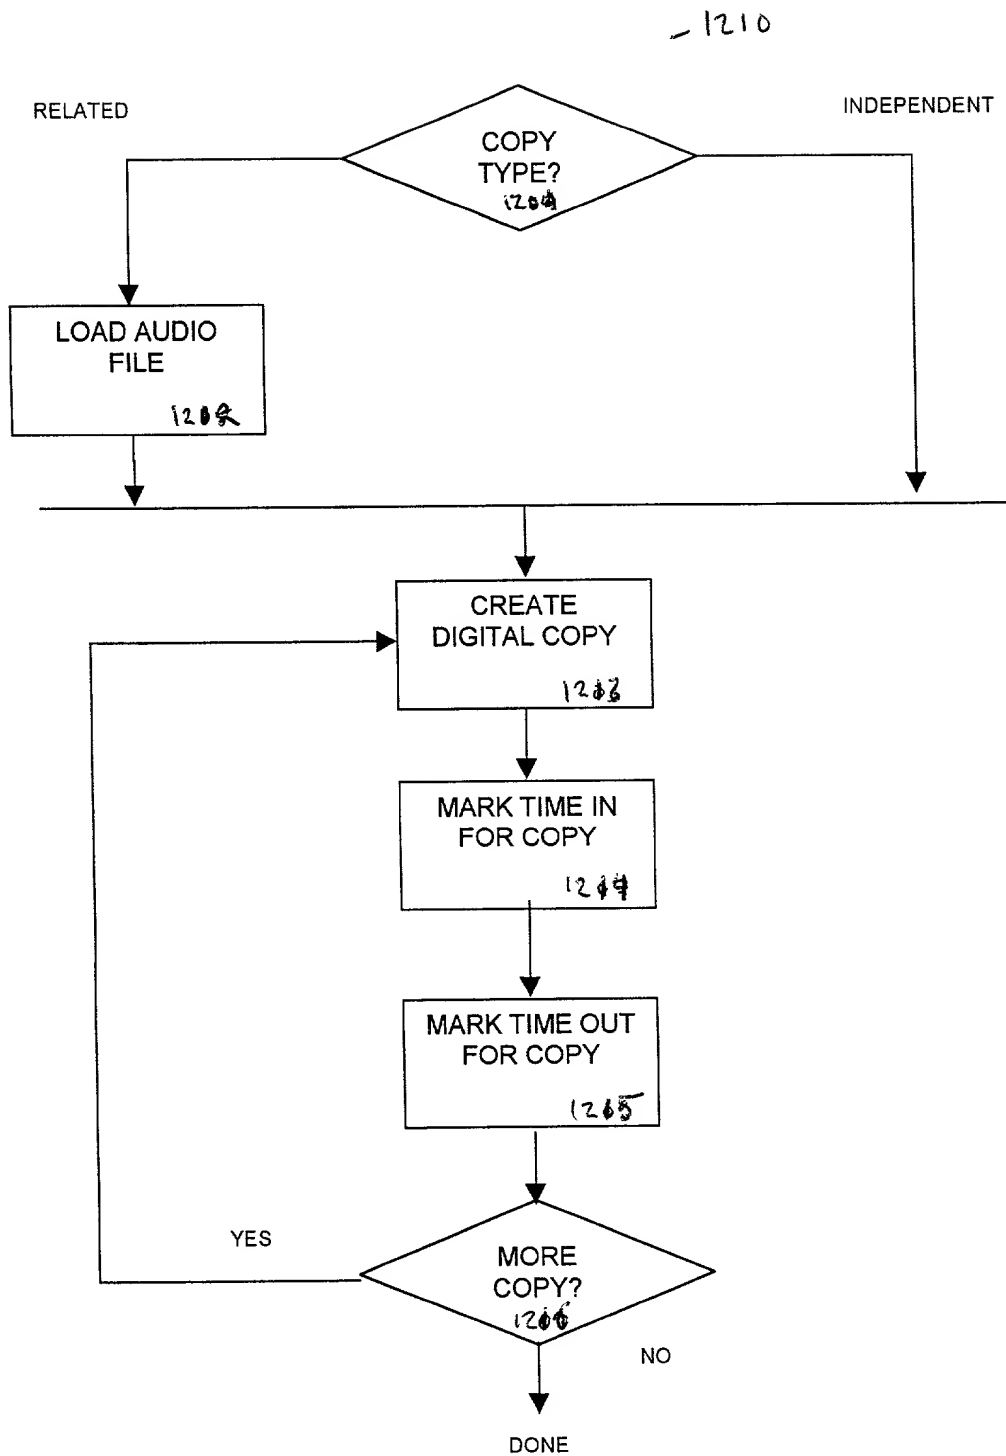 1210
RELATED
INDEPENDENT
COPY
TYPE?
LOAD AUDIO
FILE
CREATE
DIGITAL COPY
MARK TIME IN
FOR COPY
MARK TIME OUT
FOR COPY
YES
MORE
COPY?
NO
DONE